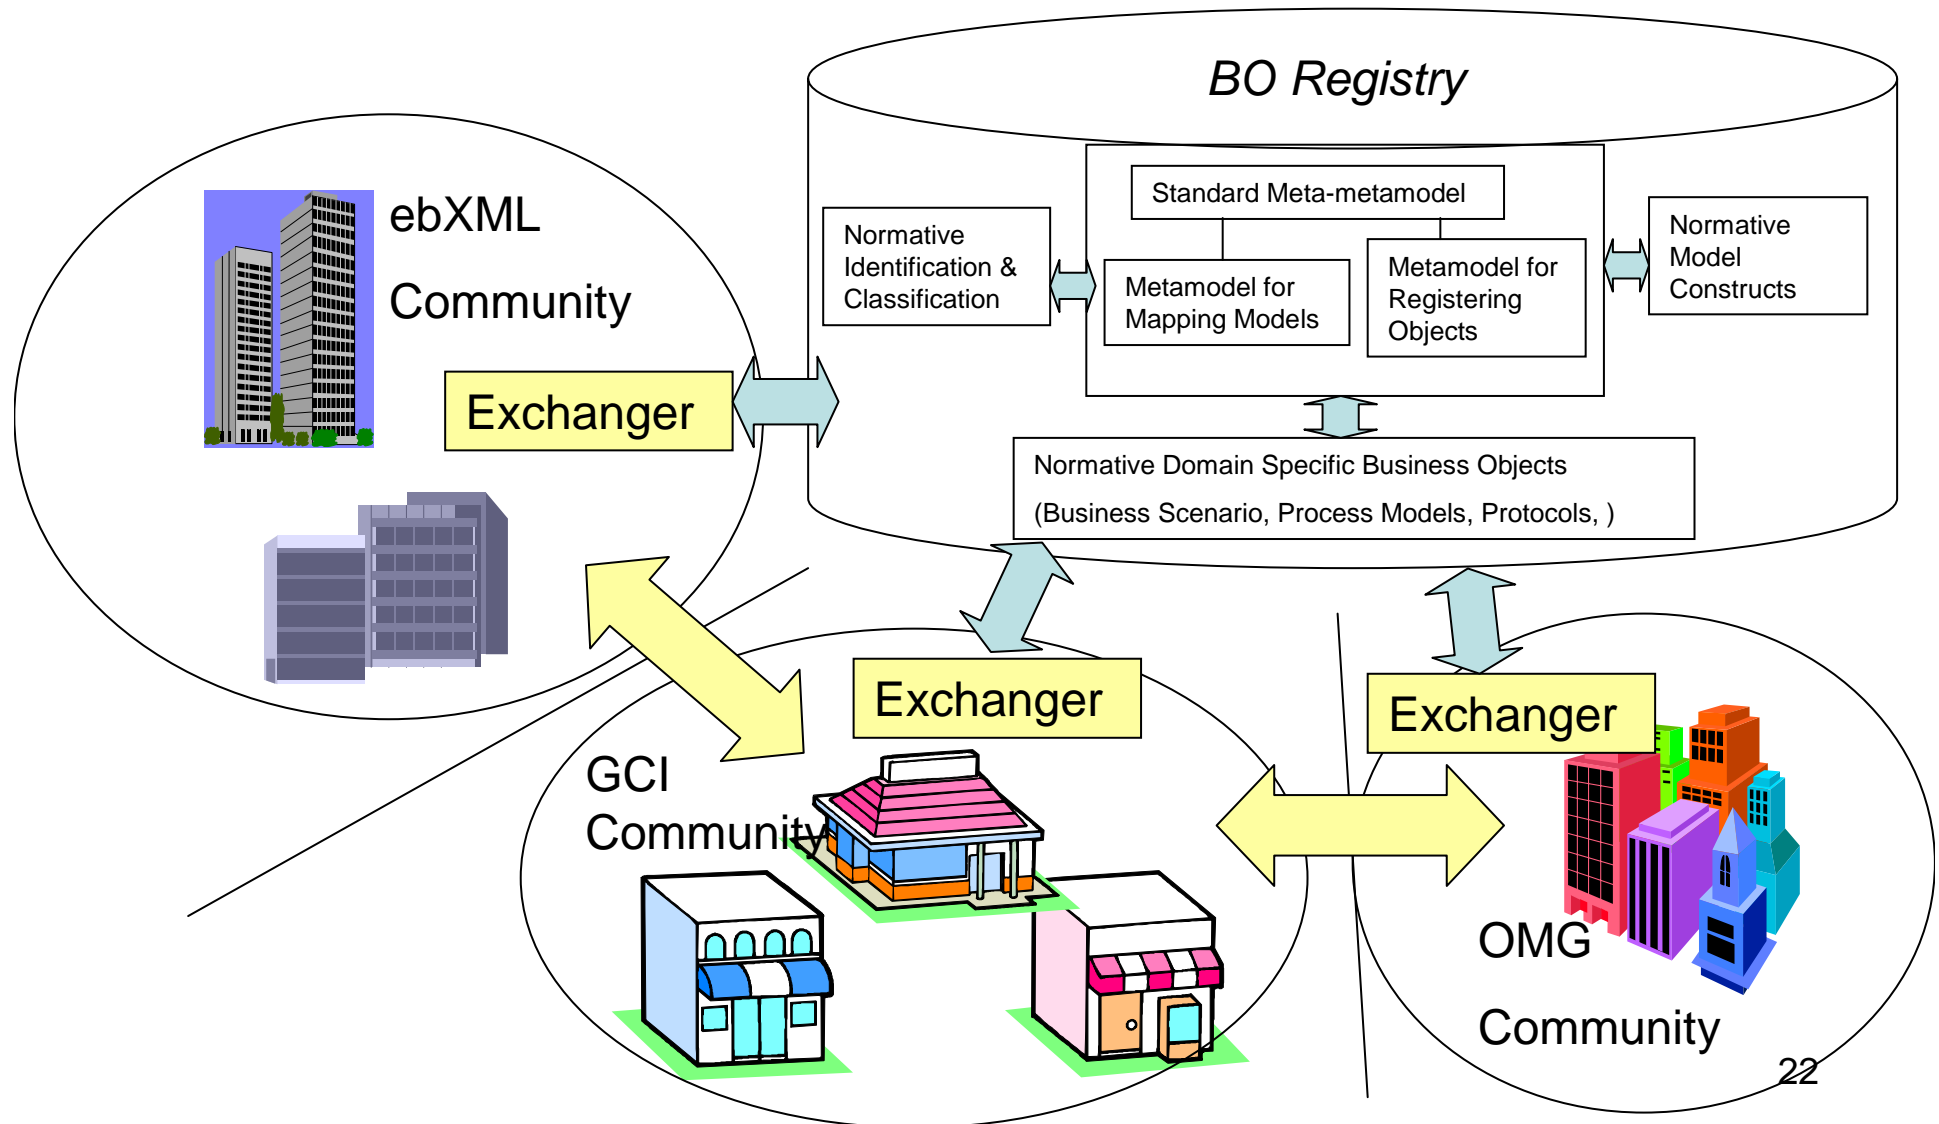 BO Registry
Standard Meta-metamodel
Normative
Identification &
Classification
Metamodel for
Mapping Models
Metamodel for
Registering
Objects
Normative
Model
Constructs
Normative Domain Specific Business Objects
(Business Scenario, Process Models, Protocols, )
ebXML
Community
Exchanger
Exchanger
GCI
Community
Exchanger
OMG
Community
22